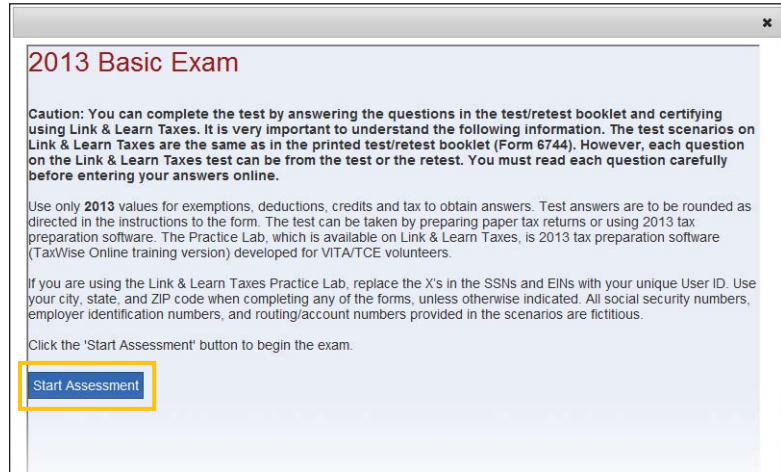 2013 Basic Exam
Caution: You can complete the test by answering the questions in the test/retest booklet and certifying
using Link & Learn Taxes. It is very important to understand the following information. The test scenarios on
Link & Learn Taxes are the same as in the printed test/retest booklet (Form 6744). However, each question
on the Link & Learn Taxes test can be from the test or the retest. You must read each question carefully
before entering your answers online.
Use only 2013 values for exemptions, deductions, credits and tax to obtain answers. Test answers are to be rounded as
directed in the instructions to the form. The test can be taken by preparing paper tax returns or using 2013 tax
preparation software. The Practice Lab, which is available on Link & Learn Taxes, is 2013 tax preparation software
(TaxWise Online training version) developed for VITA/TCE volunteers.
If you are using the Link & Learn Taxes Practice Lab, replace the X's in the SSNs and EINs with your unique User ID. Use
your city, state, and ZIP code when completing any of the forms, unless otherwise indicated. All social security numbers,
employer identification numbers, and routing/account numbers provided in the scenarios are fictitious.
Click the 'Start Assessment' button to begin the exam.
Start Assessment